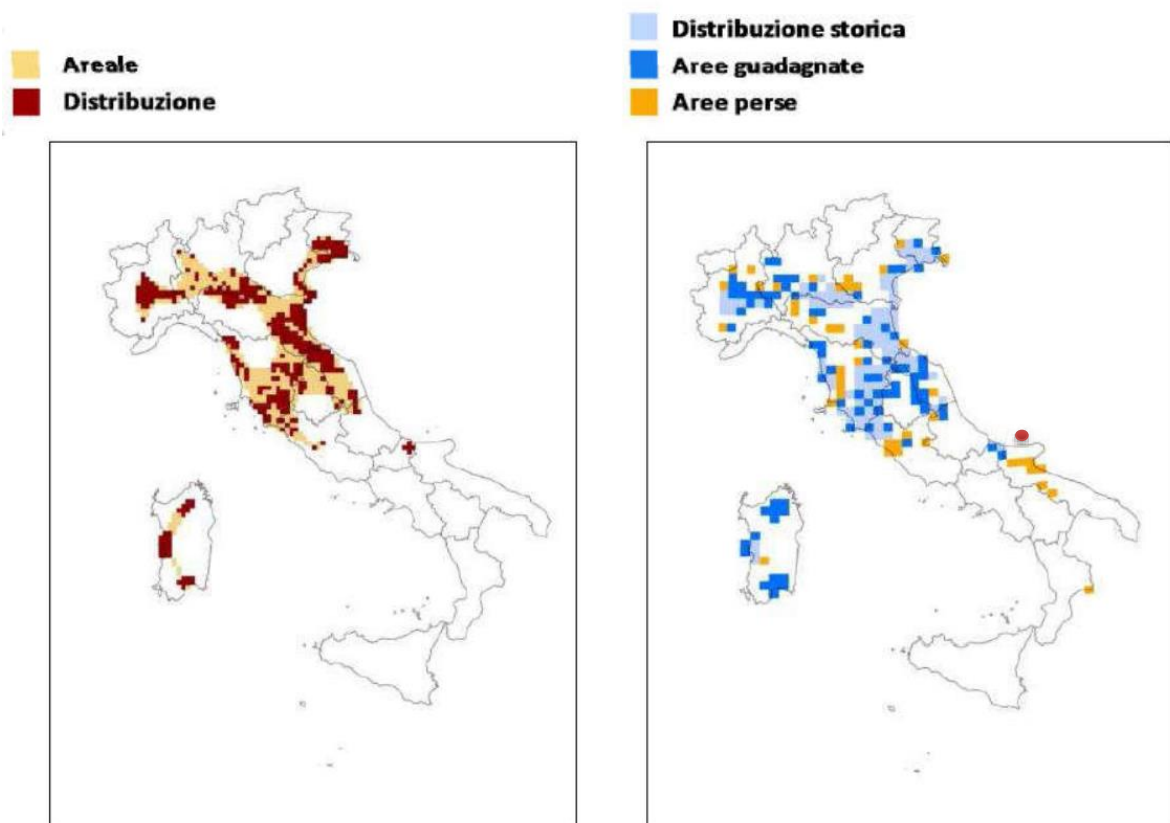 Areale
Distribuzione
Distribuzione storica
Aree guadagnate
Aree perse